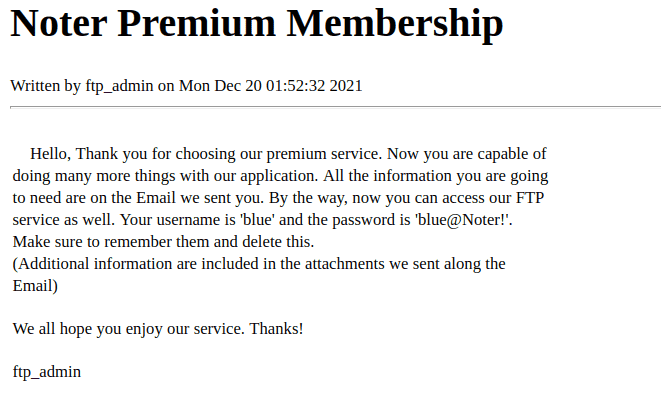 Noter Premium Membership
Written by ftp_admin on Mon Dec 20 01:52:32 2021
Hello, Thank you for choosing our premium service. Now you are capable of
doing many more things with our application. All the information you are going
to need are on the Email we sent you. By the way, now you can access our FTP
service as well. Your username is 'blue' and the password is 'blue@Noter!'.
Make sure to remember them and delete this.
(Additional information are included in the attachments we sent along the
Email)
We all hope you enjoy our service. Thanks!
ftp_admin